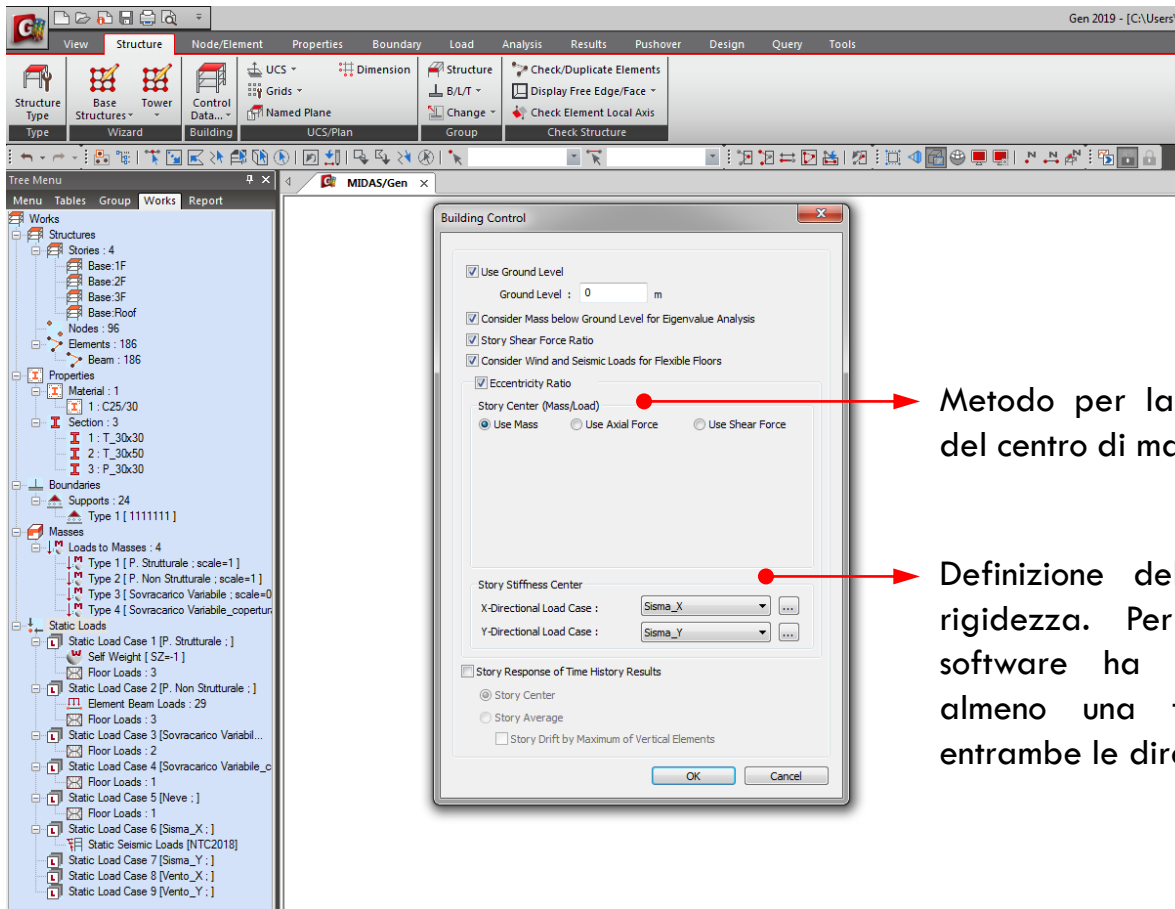 Gen 2019 - [C:\Users\
View Structure Node/Element Properties Boundary Load Analysis Results Pushover Design Query Tools
Structure Type
Base Structures
Tower
Control Data...
UCS
Grids
Named Plane
Dimension
Structure
B/L/T
Change
Check/Duplicate Elements
Display Free Edge/Face
Check Element Local Axis
Type Wizard Building UCS/Plan Group Check Structure
Tree Menu
MIDAS/Gen
Menu Tables Group Works Report
Works
Structures
Stories : 4
Base:1F
Base:2F
Base:3F
Base:Roof
Nodes : 96
Elements : 186
Beam : 186
Properties
Material : 1
1 : C25/30
Section : 3
1 : T_30x30
2 : T_30x50
3 : P_30x30
Boundaries
Supports : 24
Type 1 [ 1111111 ]
Masses
Loads to Masses : 4
Type 1 [ P. Strutturale ; scale=1 ]
Type 2 [ P. Non Strutturale ; scale=1 ]
Type 3 [ Sovracarico Variabile ; scale=0
Type 4 [ Sovracarico Variabile_copertur
Static Loads
Static Load Case 1 [P. Strutturale ; ]
Self Weight [ SZ=-1 ]
Floor Loads : 3
Static Load Case 2 [P. Non Strutturale ; ]
Element Beam Loads : 29
Floor Loads : 3
Static Load Case 3 [Sovracarico Variabil...
Floor Loads : 2
Static Load Case 4 [Sovracarico Variabile_c
Floor Loads : 1
Static Load Case 5 [Neve ; ]
Floor Loads : 1
Static Load Case 6 [Sisma_X ; ]
Static Seismic Loads [NTC2018]
Static Load Case 7 [Sisma_Y ; ]
Static Load Case 8 [Vento_X ; ]
Static Load Case 9 [Vento_Y ; ]
Building Control
Use Ground Level
Ground Level : 0 m
Consider Mass below Ground Level for Eigenvalue Analysis
Story Shear Force Ratio
Consider Wind and Seismic Loads for Flexible Floors
Eccentricity Ratio
Story Center (Mass/Load)
Use Mass Use Axial Force Use Shear Force
Story Stiffness Center
X-Directional Load Case : Sisma_X ...
Y-Directional Load Case : Sisma_Y ...
Story Response of Time History Results
Story Center
Story Average
Story Drift by Maximum of Vertical Elements
OK Cancel
Metodo per la
del centro di ma
Definizione de
rigidezza. Per
software ha
almeno una
entrambe le dir